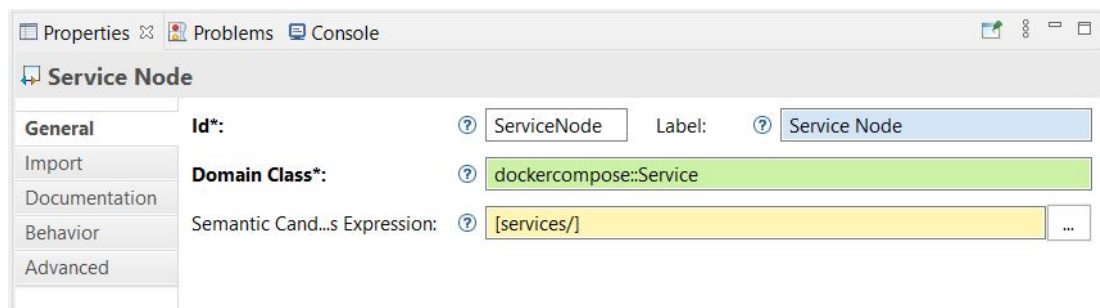 Properties Problems Console
Service Node
General Id*: ServiceNode Label: Service Node
Import
Domain Class*: dockercompose::Service
Documentation
Semantic Cand...s Expression: [services/] ...
Behavior
Advanced